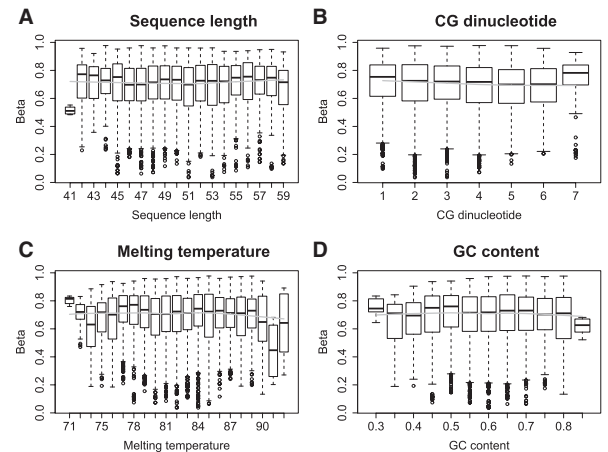 A Sequence length
Beta
0.0 0.2 0.4 0.6 0.8 1.0
41 43 45 47 49 51 53 55 57 59
Sequence length
B CG dinucleotide
Beta
0.0 0.2 0.4 0.6 0.8 1.0
1 2 3 4 5 6 7
CG dinucleotide
C Melting temperature
Beta
0.0 0.2 0.4 0.6 0.8 1.0
71 75 78 81 84 87 90
Melting temperature
D GC content
Beta
0.0 0.2 0.4 0.6 0.8 1.0
0.3 0.4 0.5 0.6 0.7 0.8
GC content